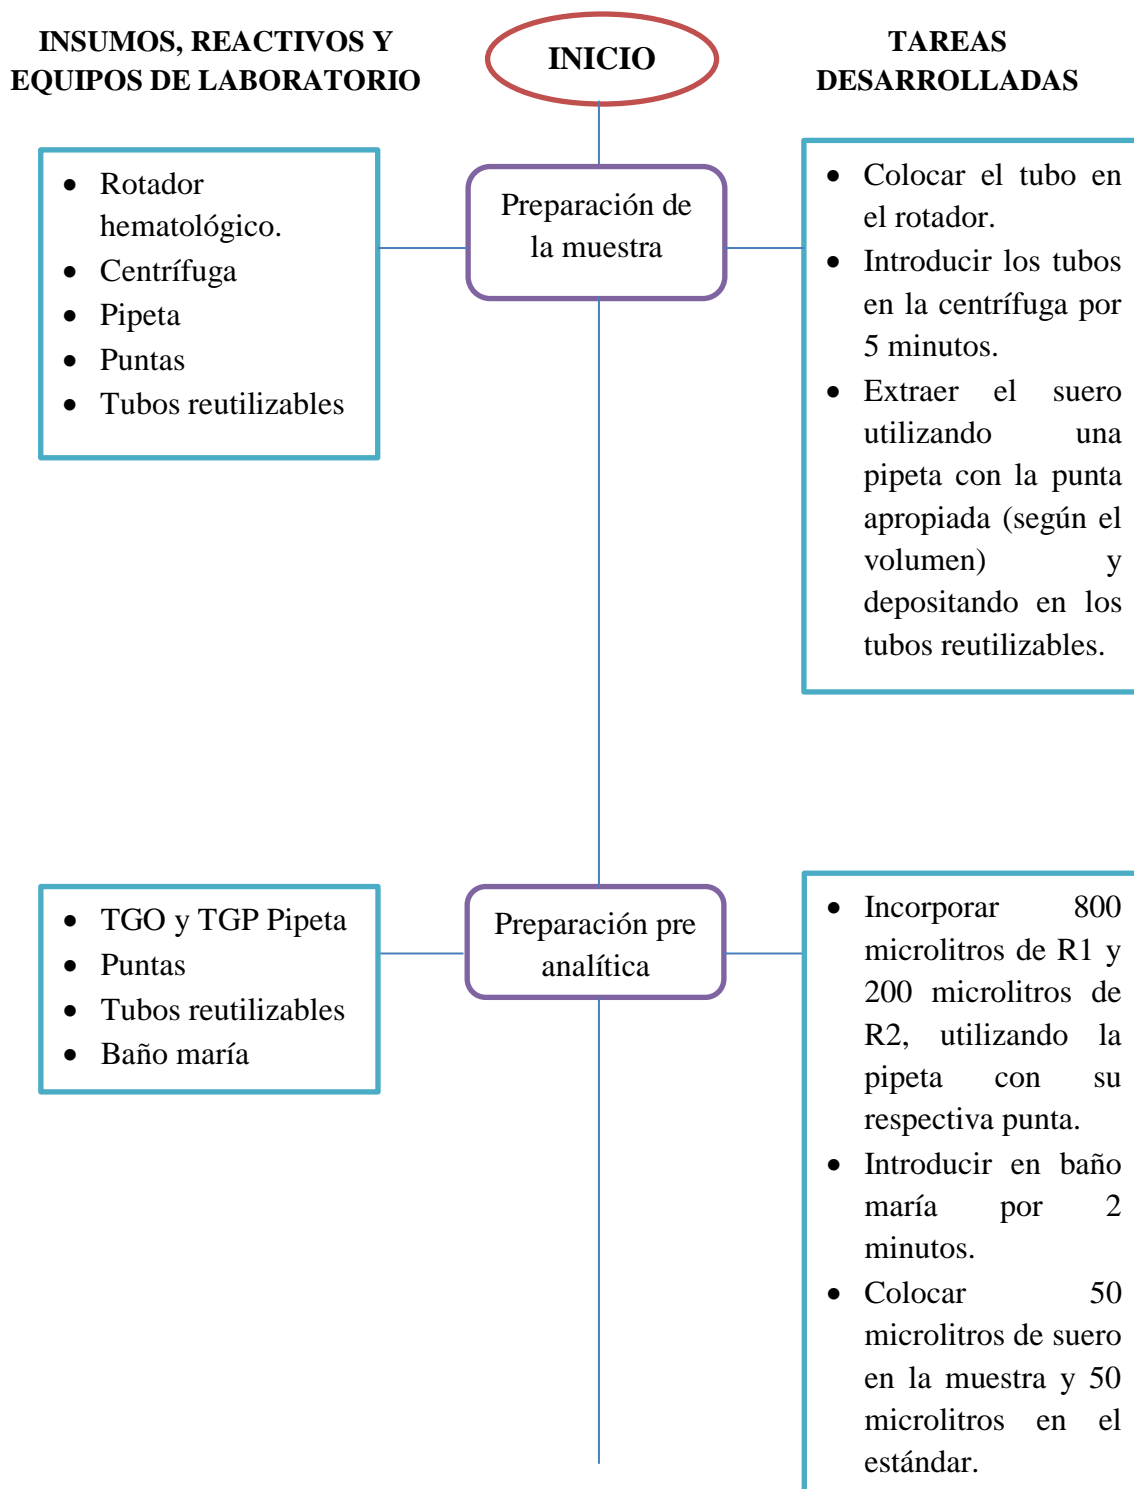 INSUMOS, REACTIVOS Y
EQUIPOS DE LABORATORIO
INICIO
TAREAS
DESARROLLADAS
• Rotador
hematológico.
• Centrífuga
• Pipeta
• Puntas
• Tubos reutilizables
Preparación de
la muestra
• Colocar el tubo en
el rotador.
• Introducir los tubos
en la centrífuga por
5 minutos.
• Extraer el suero
utilizando una
pipeta con la punta
apropiada (según el
volumen) y
depositando en los
tubos reutilizables.
• TGO y TGP Pipeta
• Puntas
• Tubos reutilizables
• Baño maría
Preparación pre
analítica
• Incorporar 800
microlitros de R1 y
200 microlitros de
R2, utilizando la
pipeta con su
respectiva punta.
• Introducir en baño
maría por 2
minutos.
• Colocar 50
microlitros de suero
en la muestra y 50
microlitros en el
estándar.